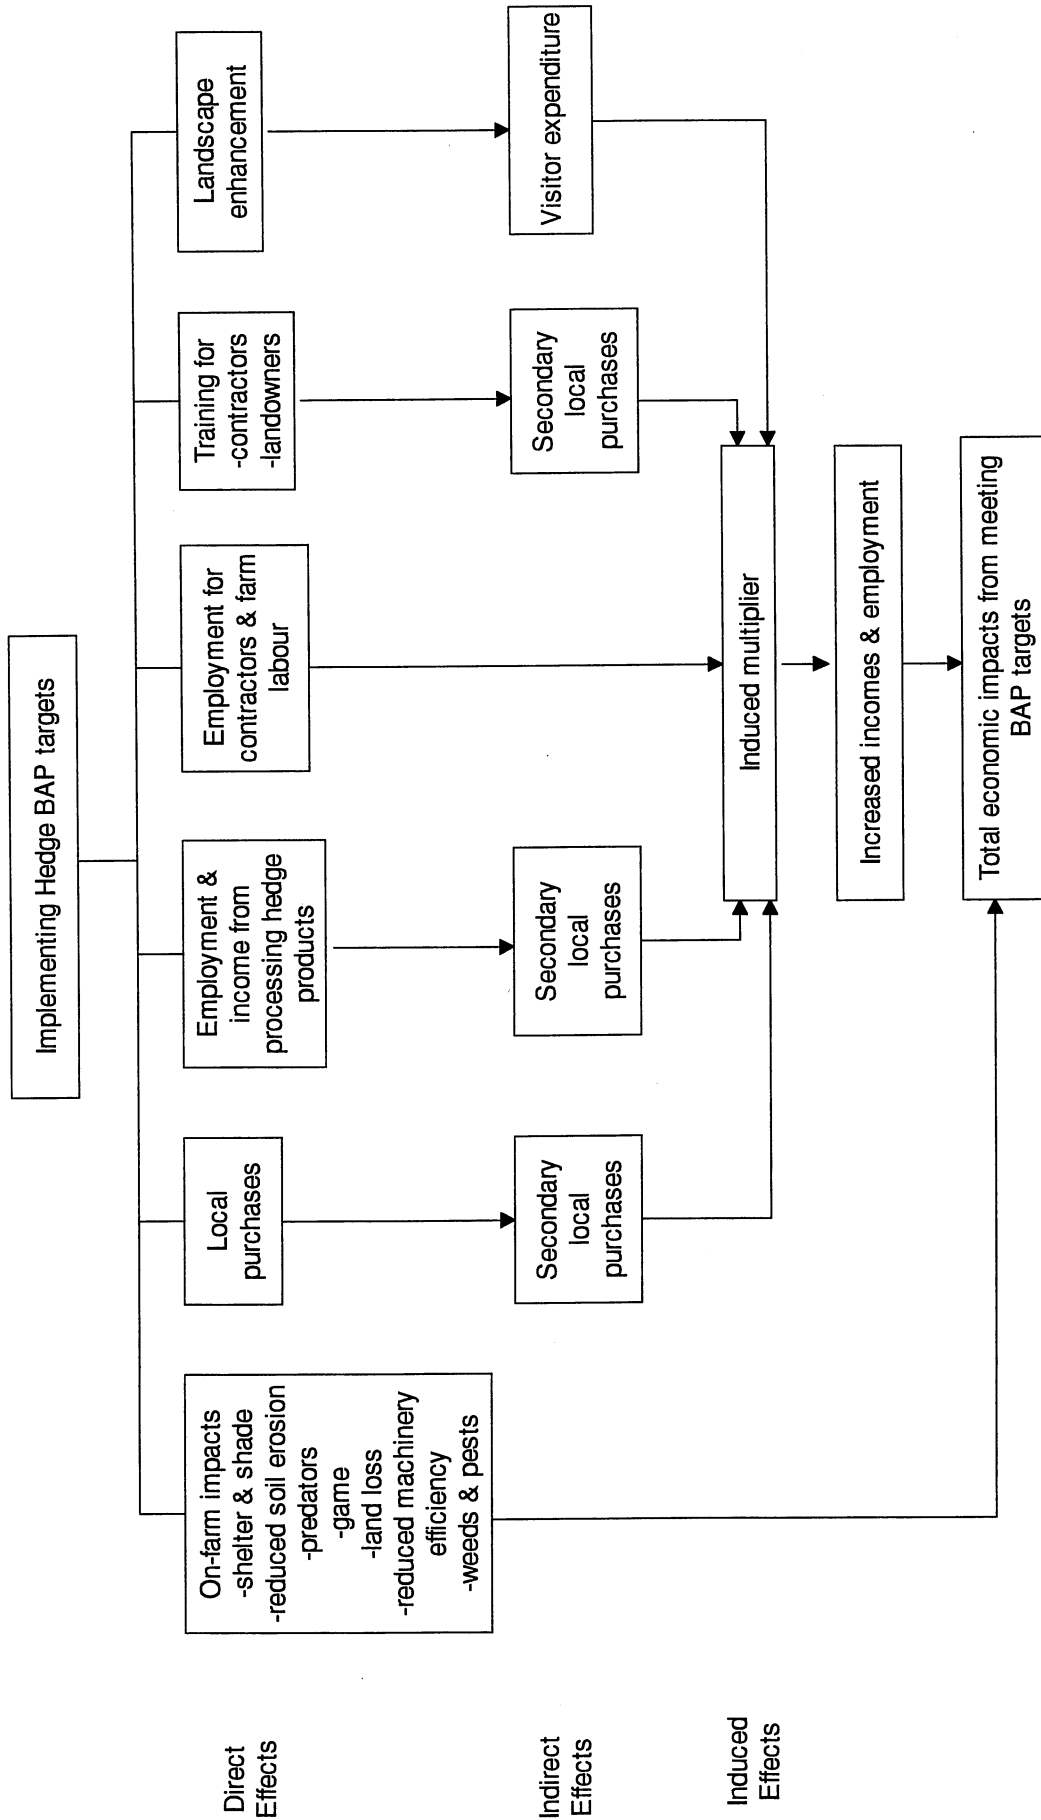 Implementing Hedge BAP targets
Direct
Effects
On-farm impacts
-shelter & shade
-reduced soil erosion
-predators
-game
-land loss
-reduced machinery
efficiency
-weeds & pests
Local
purchases
Employment &
income from
processing hedge
products
Employment for
contractors & farm
labour
Training for
-contractors
-landowners
Landscape
enhancement
Indirect
Effects
Secondary
local
purchases
Secondary
local
purchases
Secondary
local
purchases
Visitor expenditure
Induced
Effects
Induced multiplier
Increased incomes & employment
Total economic impacts from meeting
BAP targets